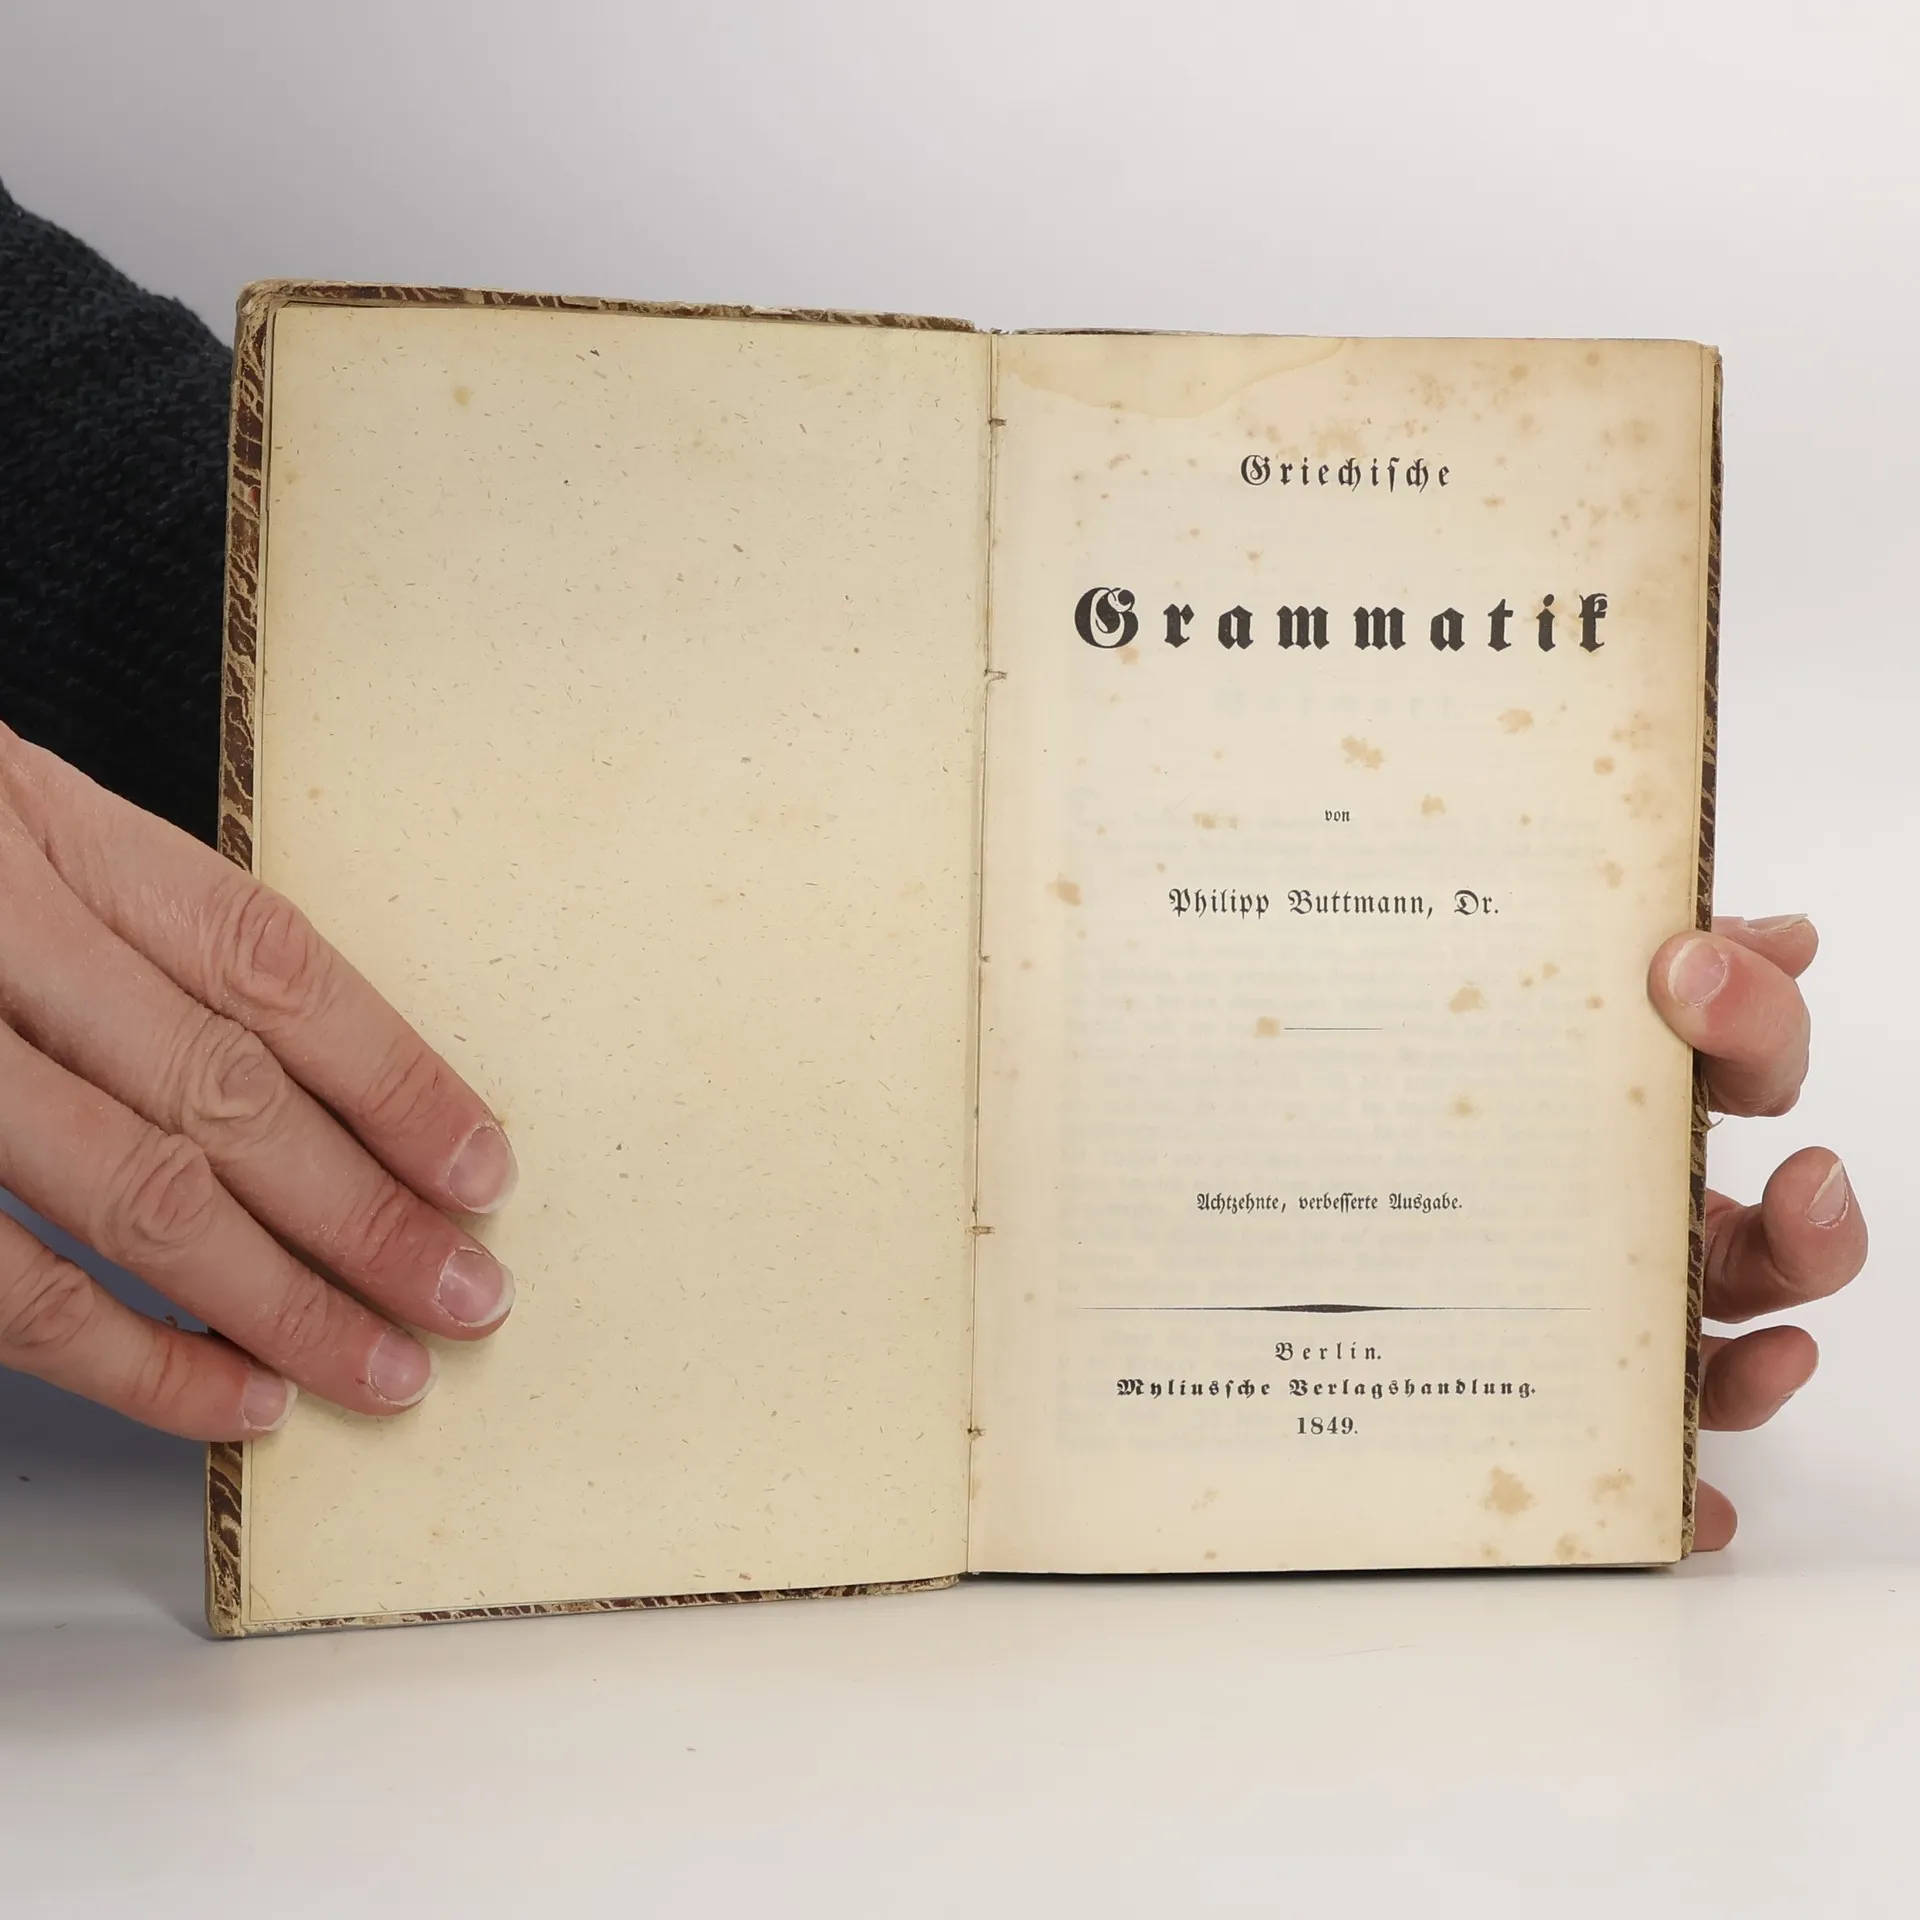 Griechiſche
Grammatik
von
Philipp Buttmann, Dr.
Achtzehnte, verbeſſerte Ausgabe.
Berlin.
Myliusſche Verlagshandlung.
1849.